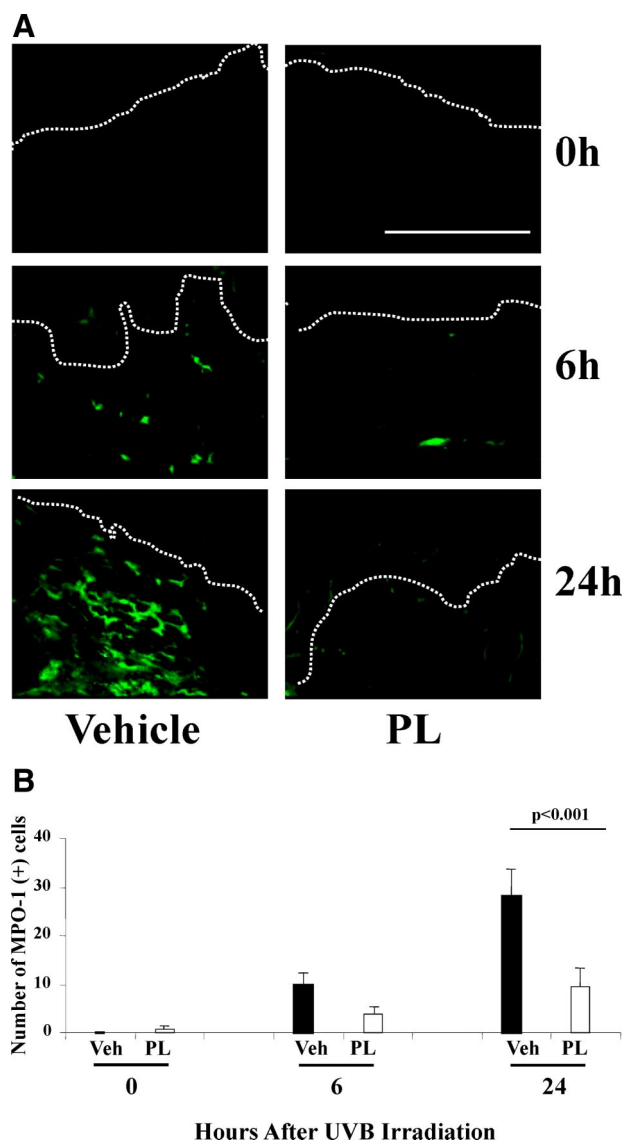 A
0h
6h
24h
Vehicle PL
B
p<0.001
Number of MPO-1 (+) cells
40
30
20
10
0
Veh PL Veh PL Veh PL
0 6 24
Hours After UVB Irradiation